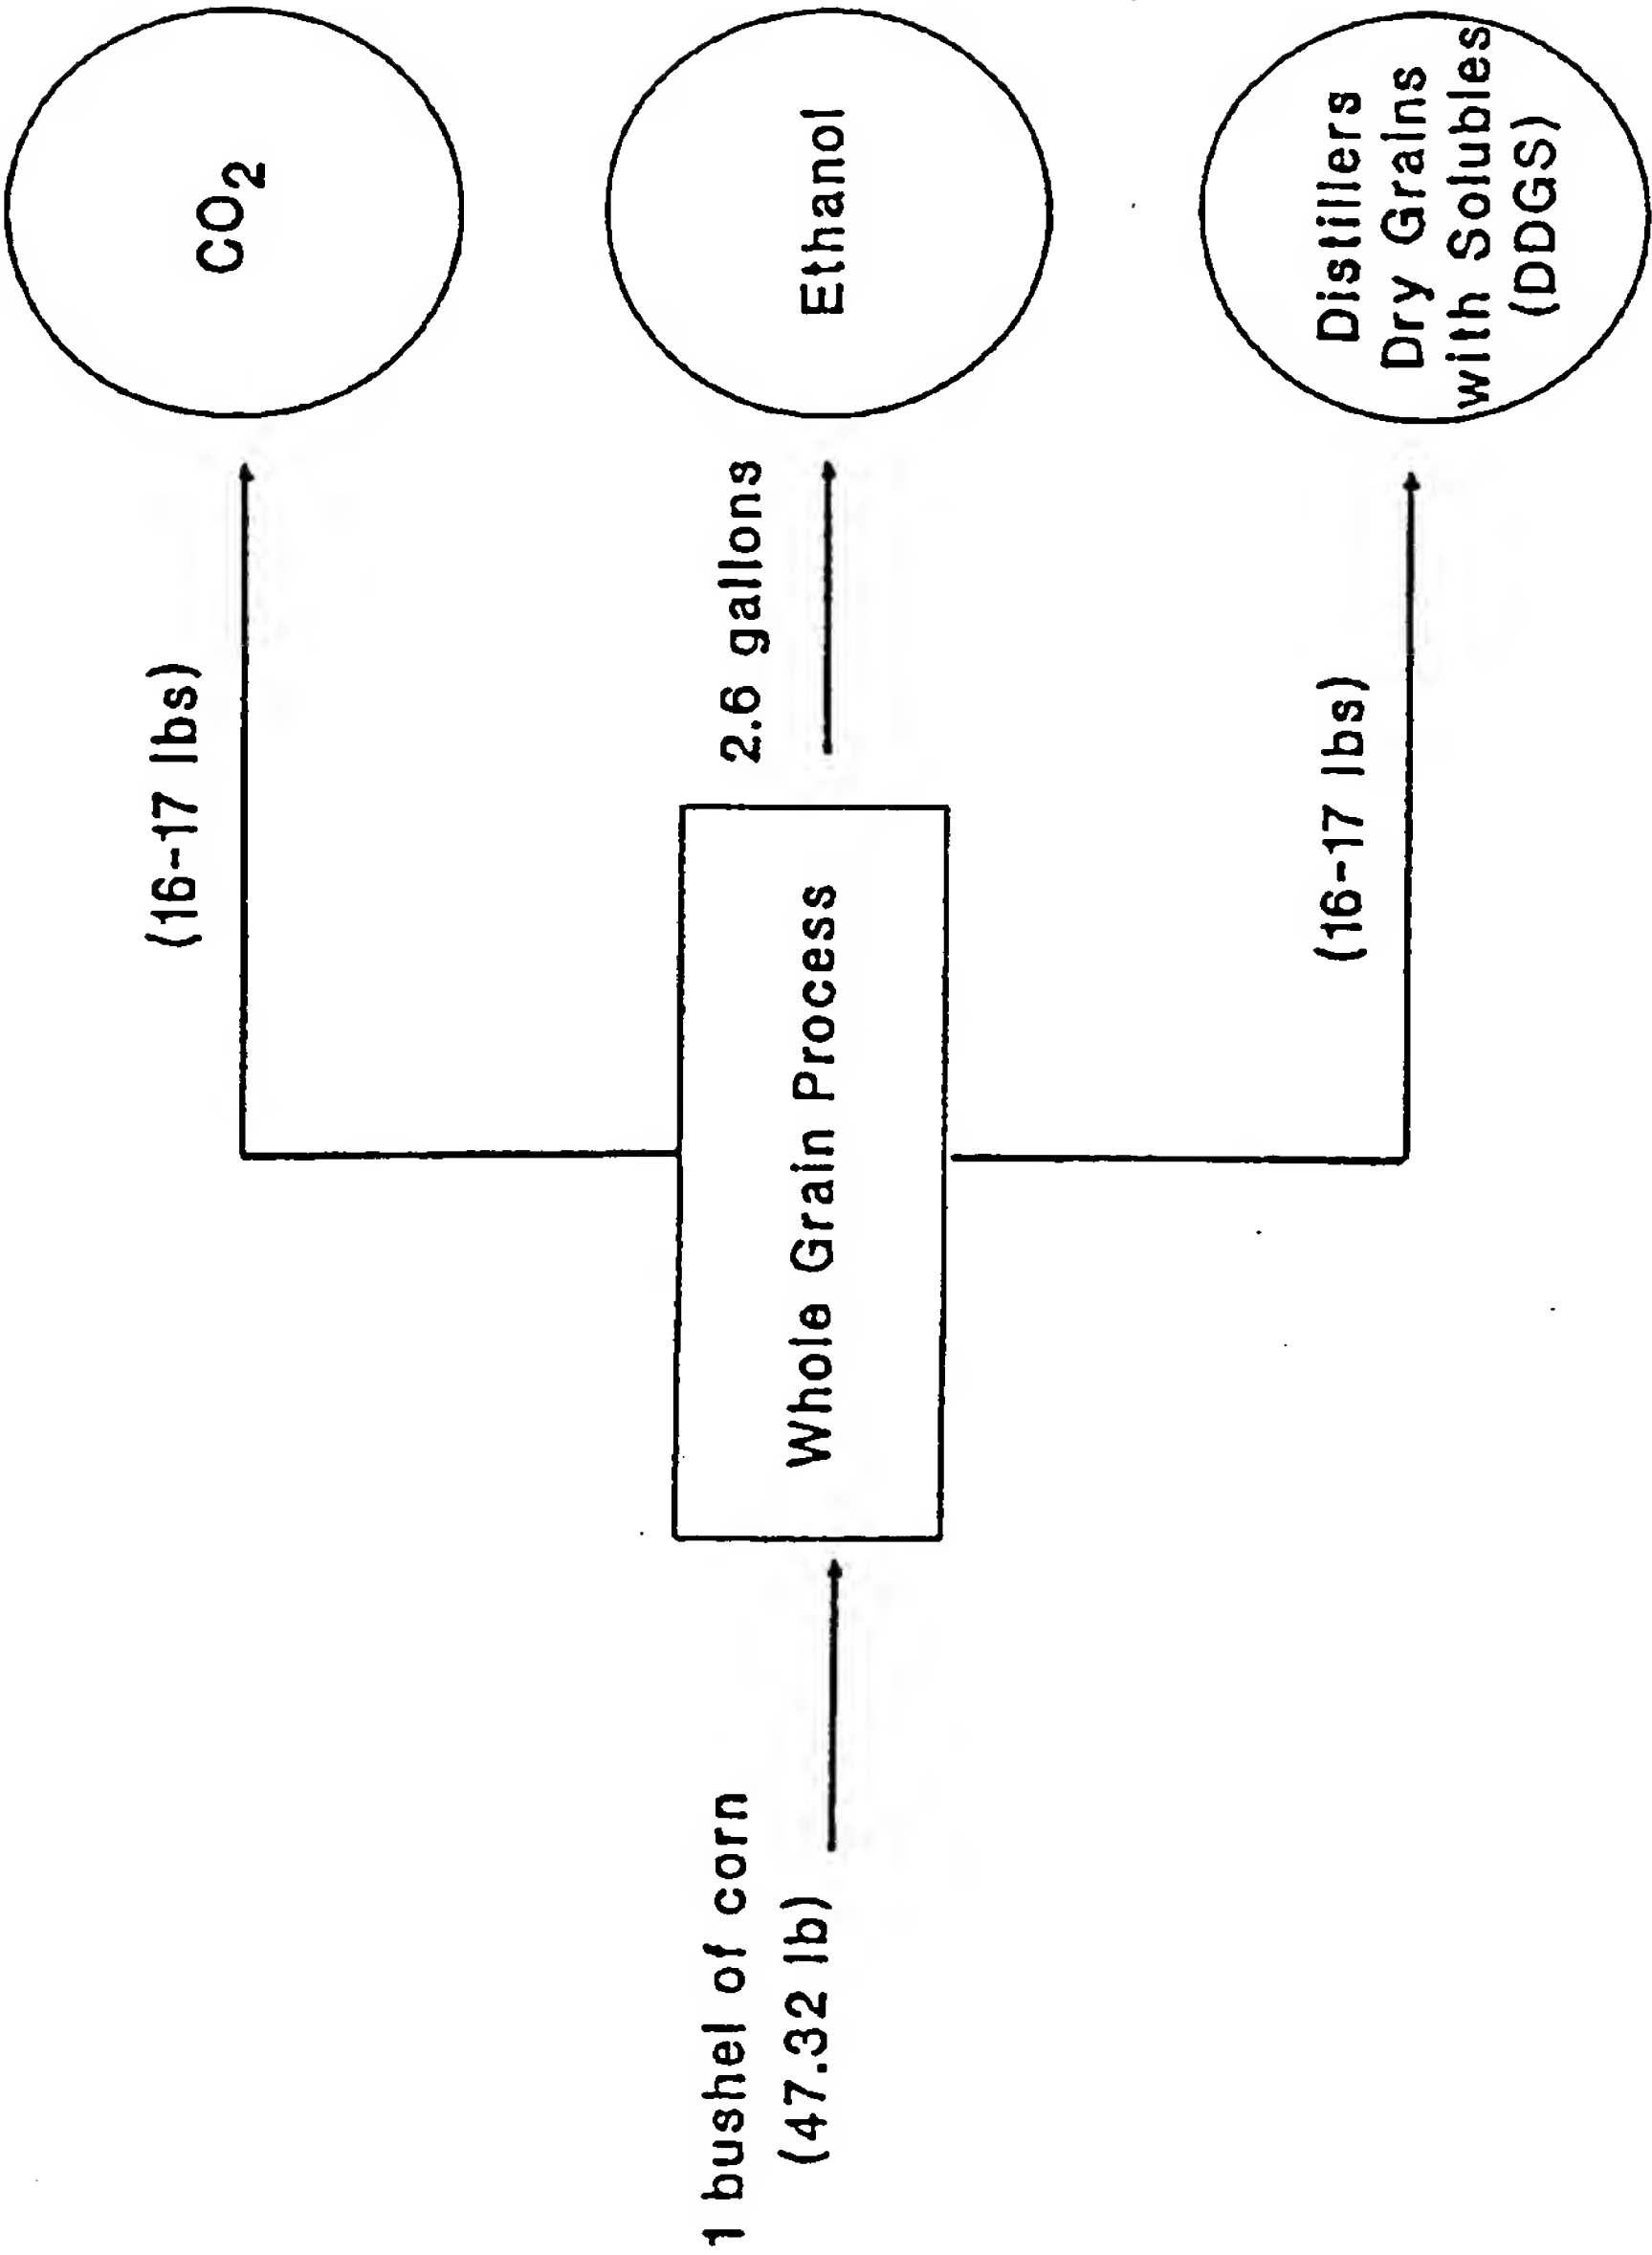 1 bushel of corn
(47.32 lb)
Whole Grain Process
(16-17 lbs)
CO₂
2.6 gallons
Ethanol
(16-17 lbs)
Distillers
Dry Grains
with Solubles
(DDGS)